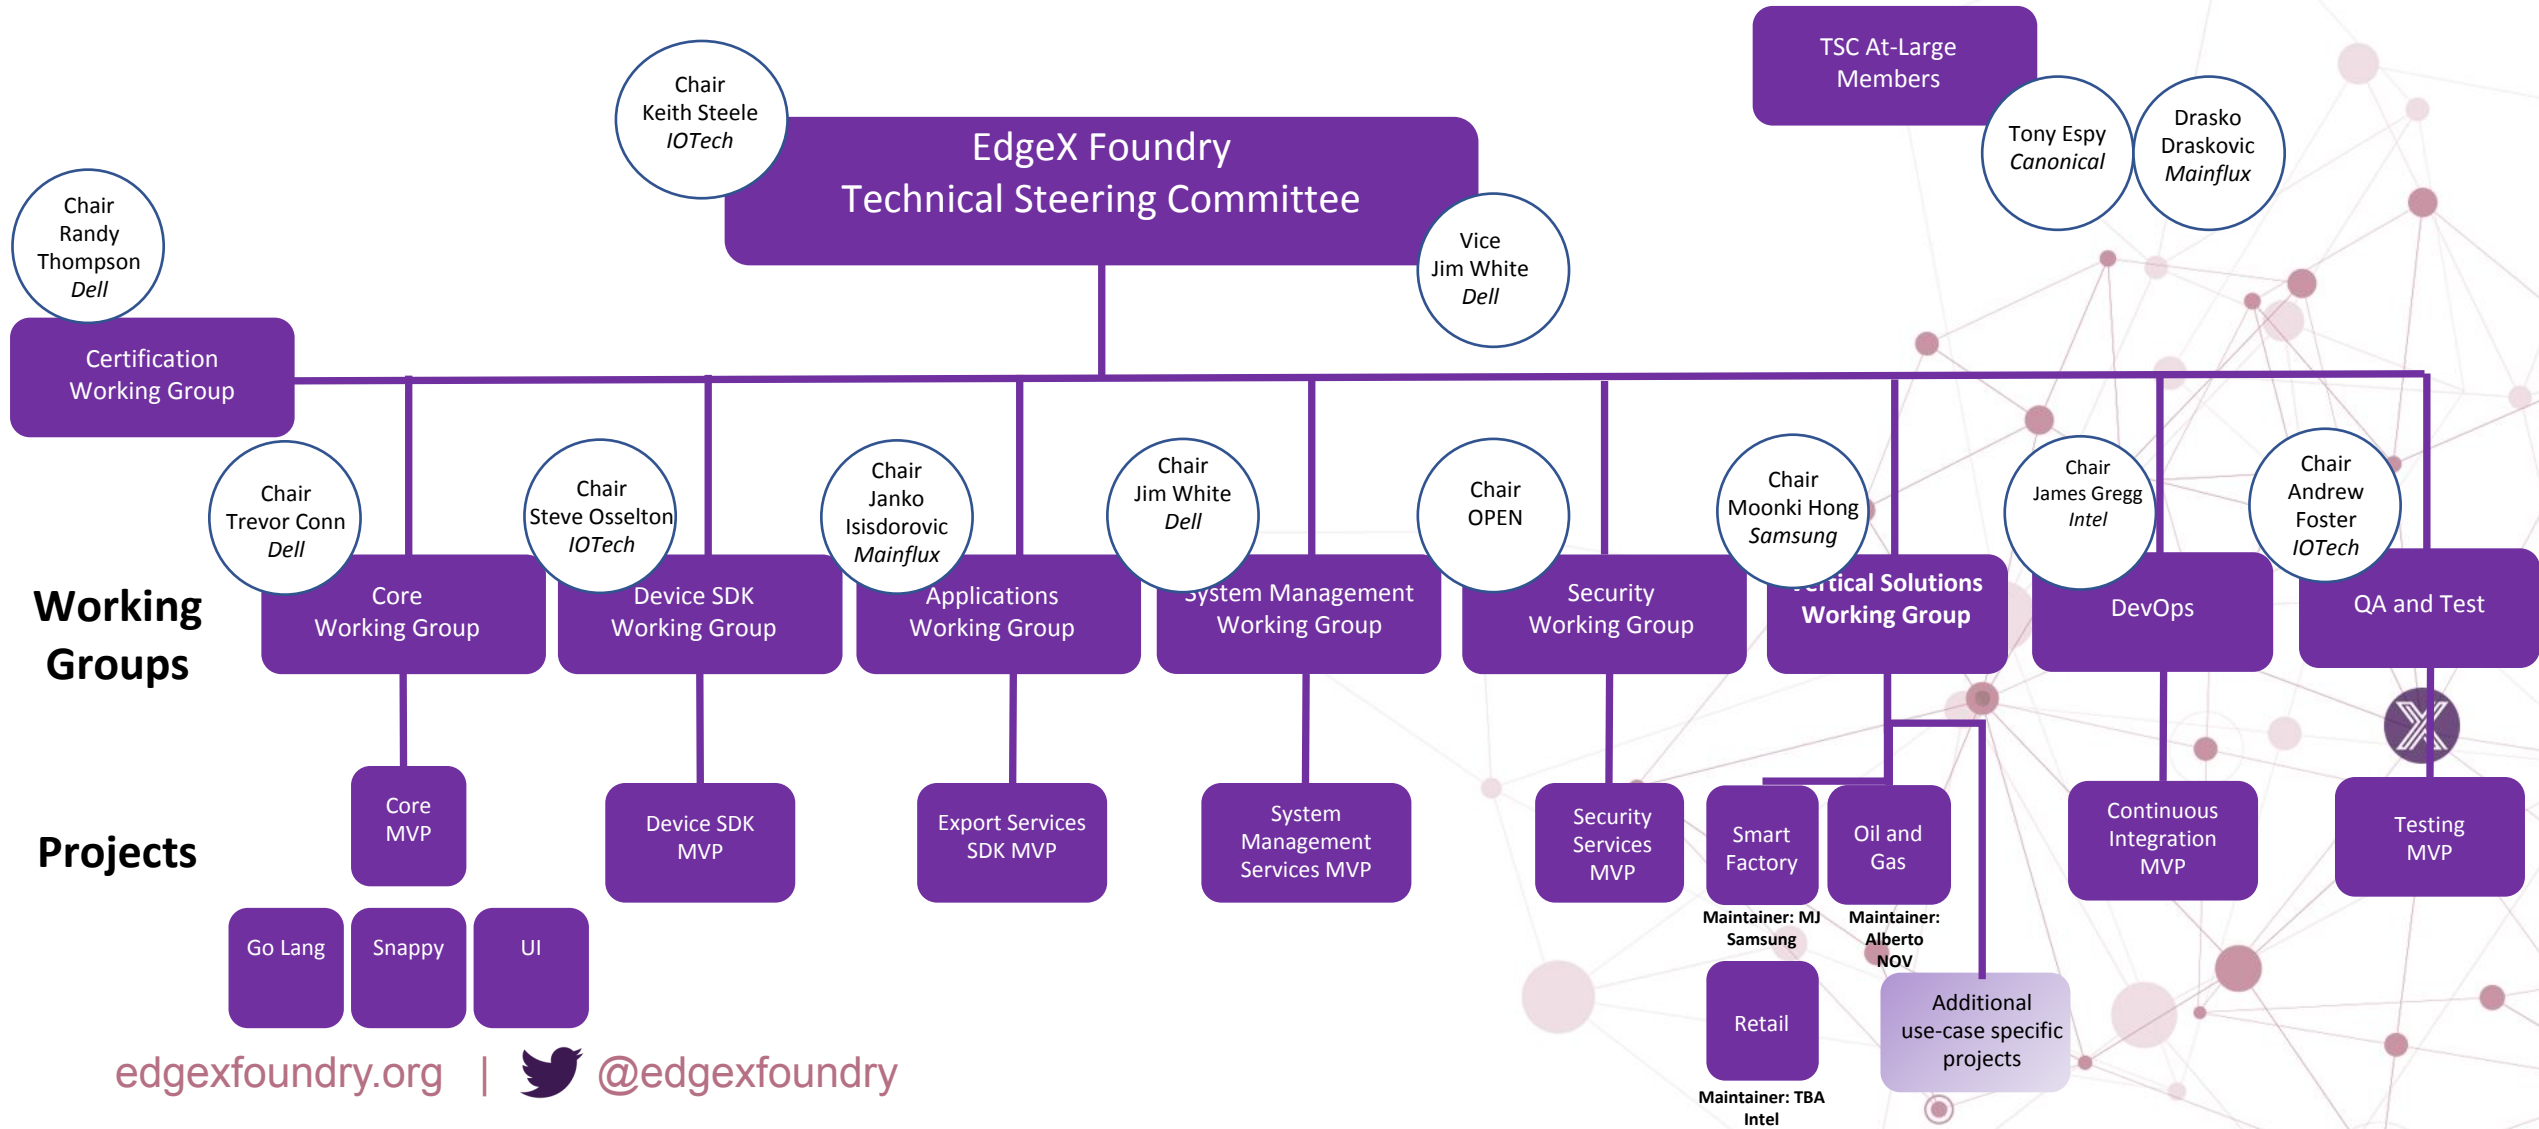 TSC At-Large
Members
Chair
Keith Steele
IOTech
EdgeX Foundry
Technical Steering Committee
Tony Espy
Canonical
Drasko
Draskovic
Mainflux
Vice
Jim White
Dell
Chair
Randy
Thompson
Dell
Certification
Working Group
Chair
Trevor Conn
Dell
Chair
Steve Osselton
IOTech
Chair
Janko
Isisdorovic
Mainflux
Chair
Jim White
Dell
Chair
OPEN
Chair
Moonki Hong
Samsung
Chair
James Gregg
Intel
Chair
Andrew
Foster
IOTech
Working
Groups
Core
Working Group
Device SDK
Working Group
Applications
Working Group
System Management
Working Group
Security
Working Group
Vertical Solutions
Working Group
DevOps
QA and Test
Projects
Core
MVP
Device SDK
MVP
Export Services
SDK MVP
System
Management
Services MVP
Security
Services
MVP
Smart
Factory
Oil and
Gas
Continuous
Integration
MVP
Testing
MVP
Maintainer: MJ
Samsung
Maintainer:
Alberto
NOV
Go Lang
Snappy
UI
Retail
Additional
use-case specific
projects
Maintainer: TBA
Intel
edgexfoundry.org | @edgexfoundry